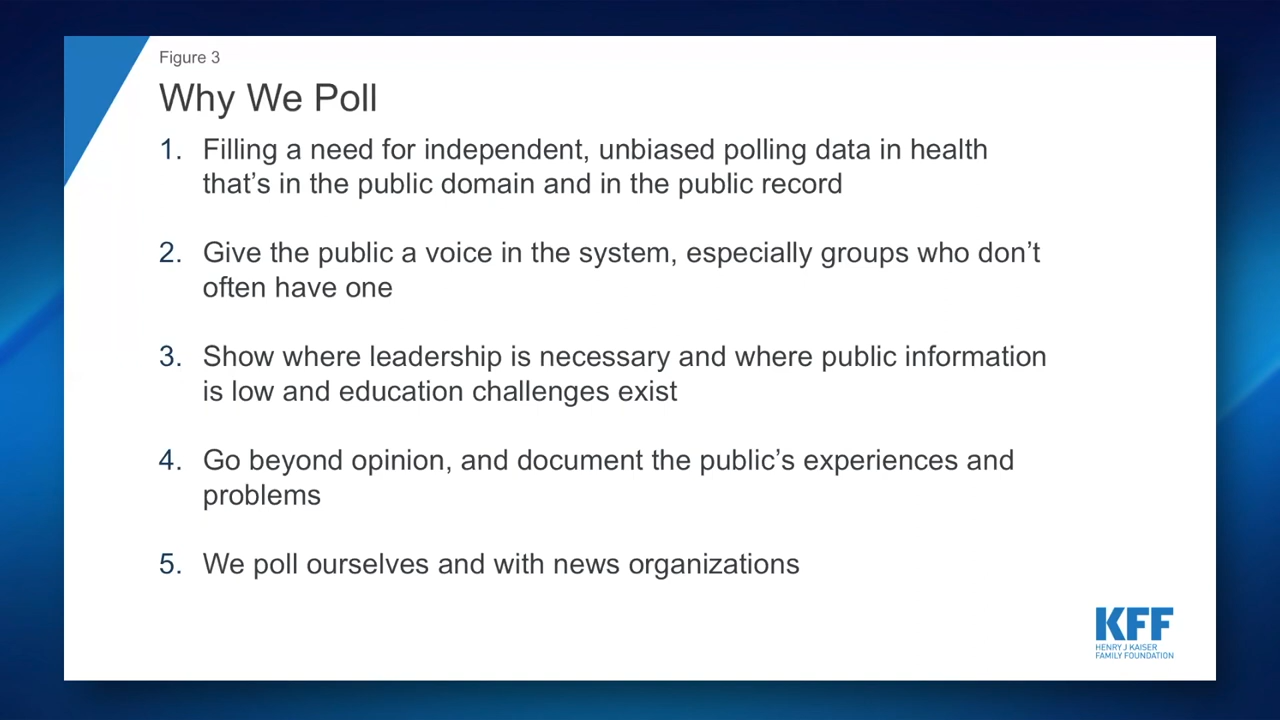 Figure 3
Why We Poll
1. Filling a need for independent, unbiased polling data in health
that’s in the public domain and in the public record
2. Give the public a voice in the system, especially groups who don’t
often have one
3. Show where leadership is necessary and where public information
is low and education challenges exist
4. Go beyond opinion, and document the public’s experiences and
problems
5. We poll ourselves and with news organizations
KFF
HENRY J KAISER
FAMILY FOUNDATION